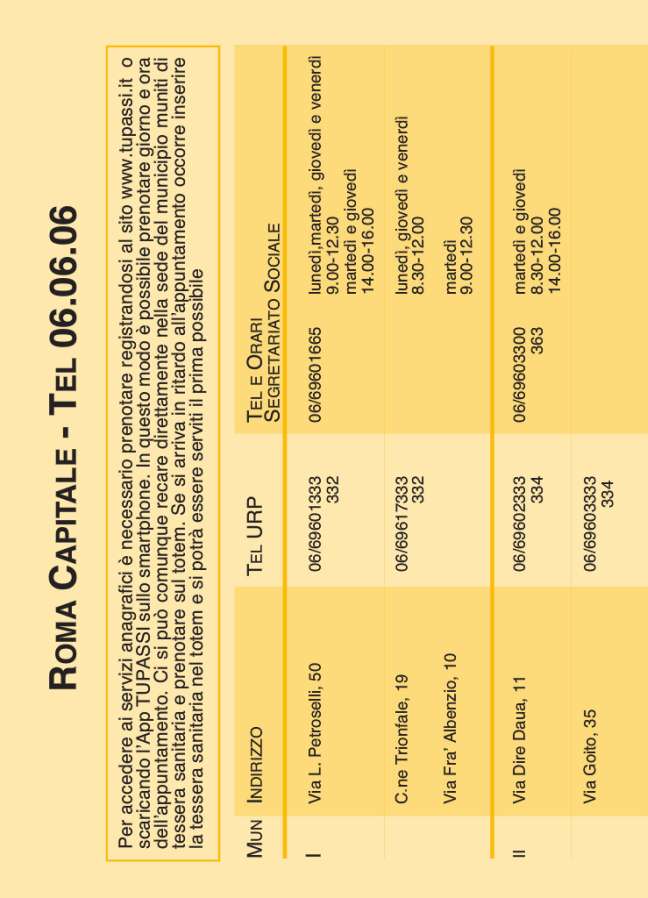 ROMA CAPITALE - TEL 06.06.06
Per accedere ai servizi anagrafici è necessario prenotare registrandosi al sito www.tupassi.it o
scaricando l'App TUPASSI sullo smartphone. In questo modo è possibile prenotare giorno e ora
dell'appuntamento. Ci si può comunque recare direttamente nella sede del municipio muniti di
tessera sanitaria e prenotare sul totem. Se si arriva in ritardo all'appuntamento occorre inserire
la tessera sanitaria nel totem e si potrà essere serviti il prima possibile
MUN INDIRIZZO TEL URP TEL E ORARI
SEGRETARIATO SOCIALE
I Via L. Petroselli, 50 06/69601333 06/69601665 lunedì,martedì, giovedì e venerdì
332 9.00-12.30
martedì e giovedì
14.00-16.00
C.ne Trionfale, 19 06/69617333 lunedì, giovedì e venerdì
332 8.30-12.00
Via Fra' Albenzio, 10 martedì
9.00-12.30
II Via Dire Daua, 11 06/69602333 06/69603300 martedì e giovedì
334 363 8.30-12.00
14.00-16.00
Via Goito, 35 06/69603333
334